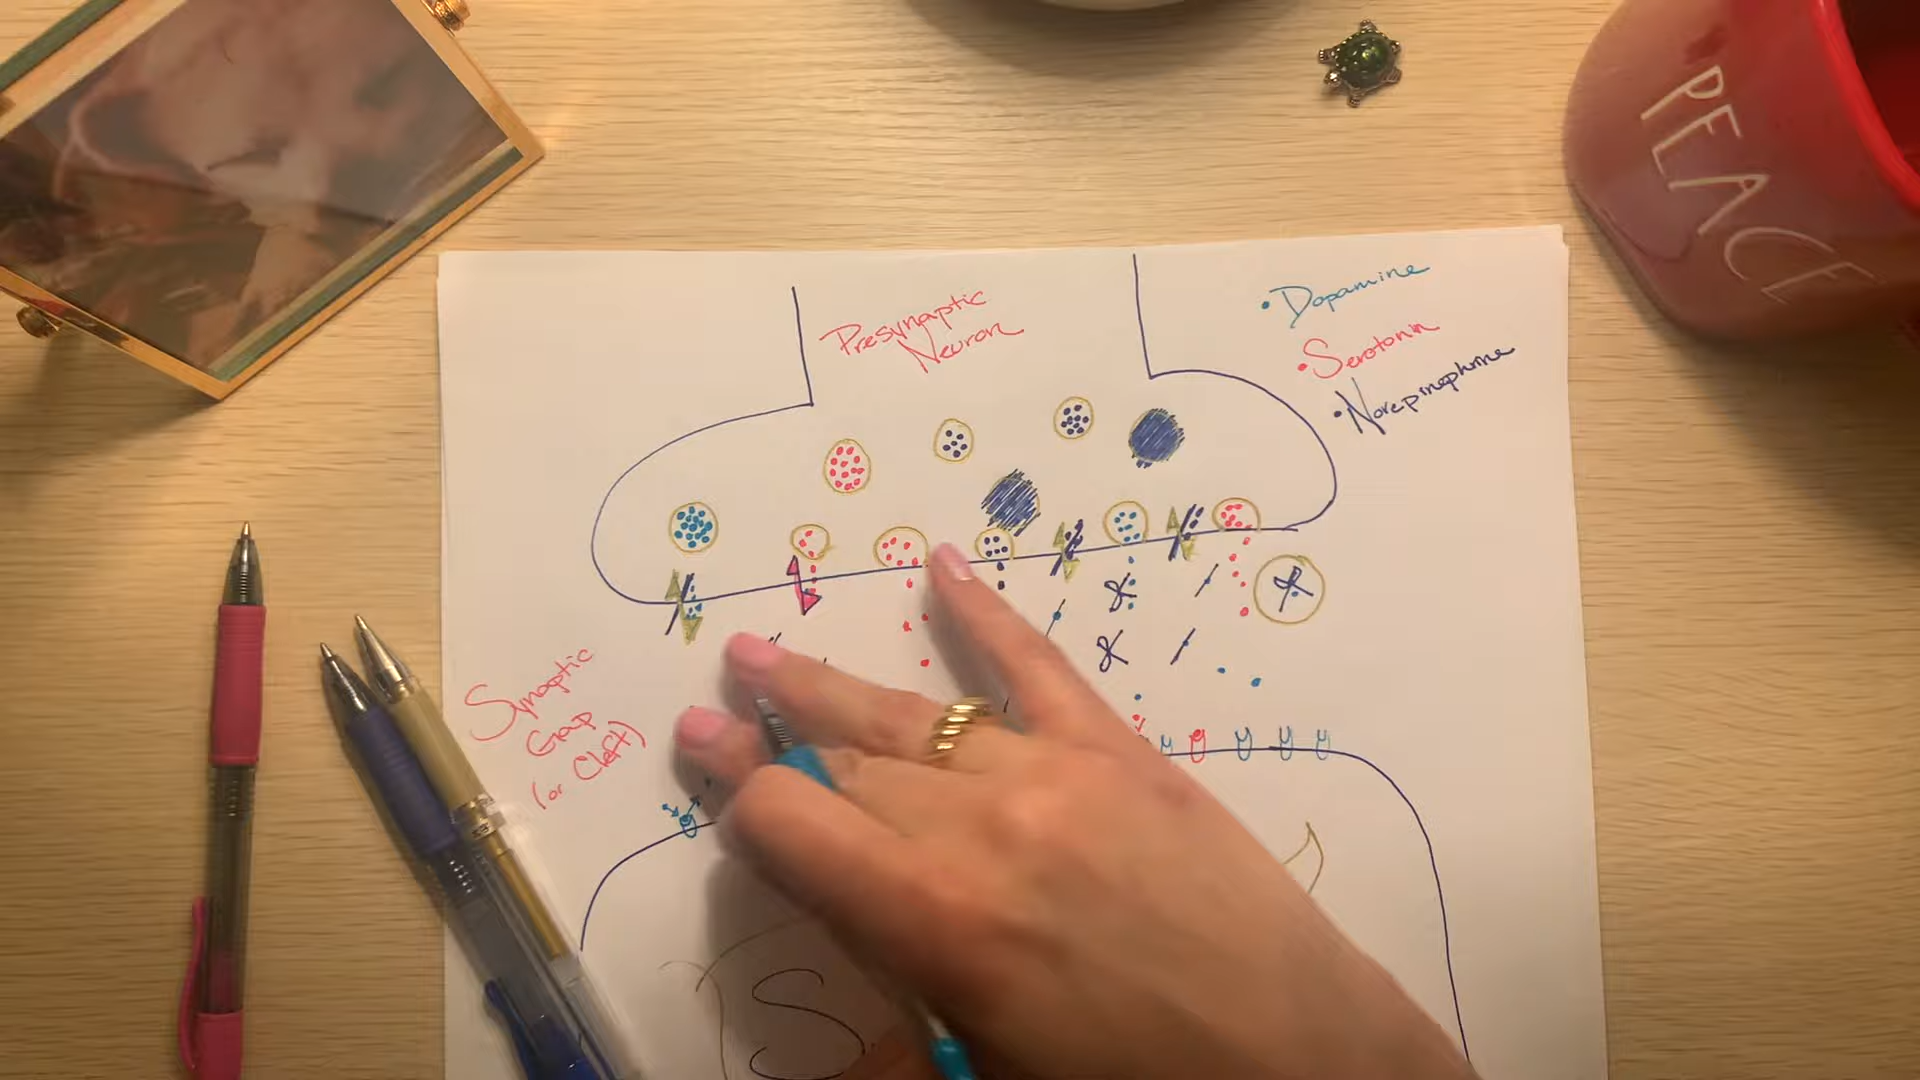 PEACE
Presynaptic
Neuron
• Dopamine
• Serotonin
• Norepinephrine
Synaptic
Gap
(or Cleft)
S